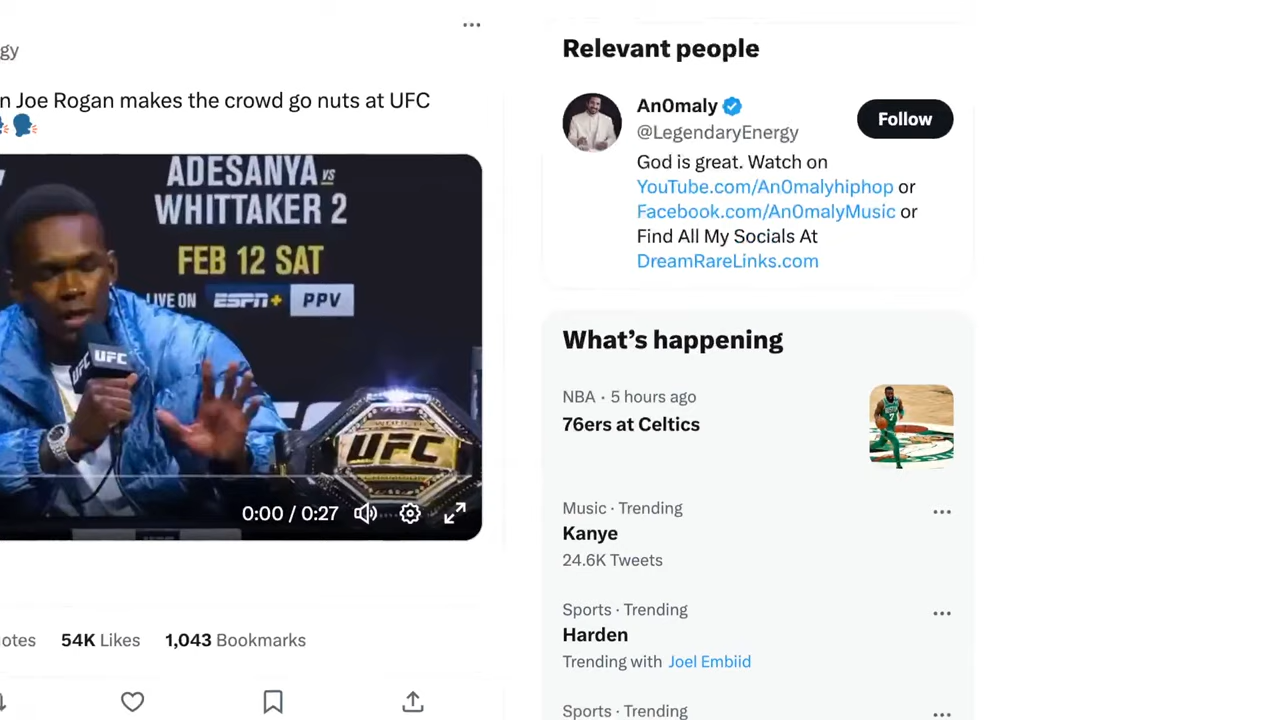 gy
n Joe Rogan makes the crowd go nuts at UFC
ADESANYA VS
WHITTAKER 2
FEB 12 SAT
LIVE ON ESPN+ PPV
UFC
UFC
UFC
0:00 / 0:27
otes 54K Likes 1,043 Bookmarks
Relevant people
An0maly
@LegendaryEnergy
Follow
God is great. Watch on
YouTube.com/An0malyhiphop or
Facebook.com/An0malyMusic or
Find All My Socials At
DreamRareLinks.com
What's happening
NBA · 5 hours ago
76ers at Celtics
Music · Trending
Kanye
24.6K Tweets
Sports · Trending
Harden
Trending with Joel Embiid
Sports · Trending